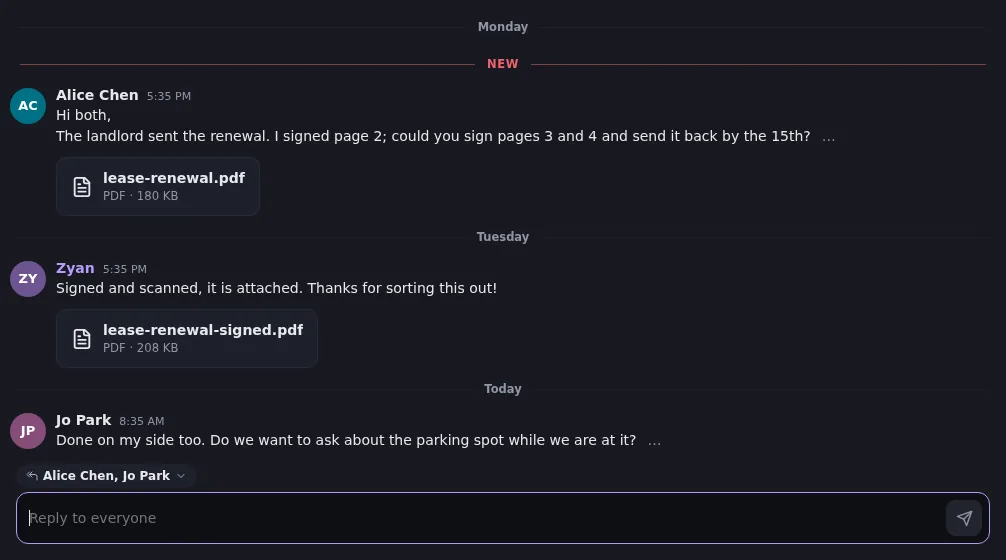 Monday
NEW
AC
Alice Chen 5:35 PM
Hi both,
The landlord sent the renewal. I signed page 2; could you sign pages 3 and 4 and send it back by the 15th? ...
lease-renewal.pdf
PDF · 180 KB
Tuesday
ZY
Zyan 5:35 PM
Signed and scanned, it is attached. Thanks for sorting this out!
lease-renewal-signed.pdf
PDF · 208 KB
Today
JP
Jo Park 8:35 AM
Done on my side too. Do we want to ask about the parking spot while we are at it? ...
Alice Chen, Jo Park
Reply to everyone